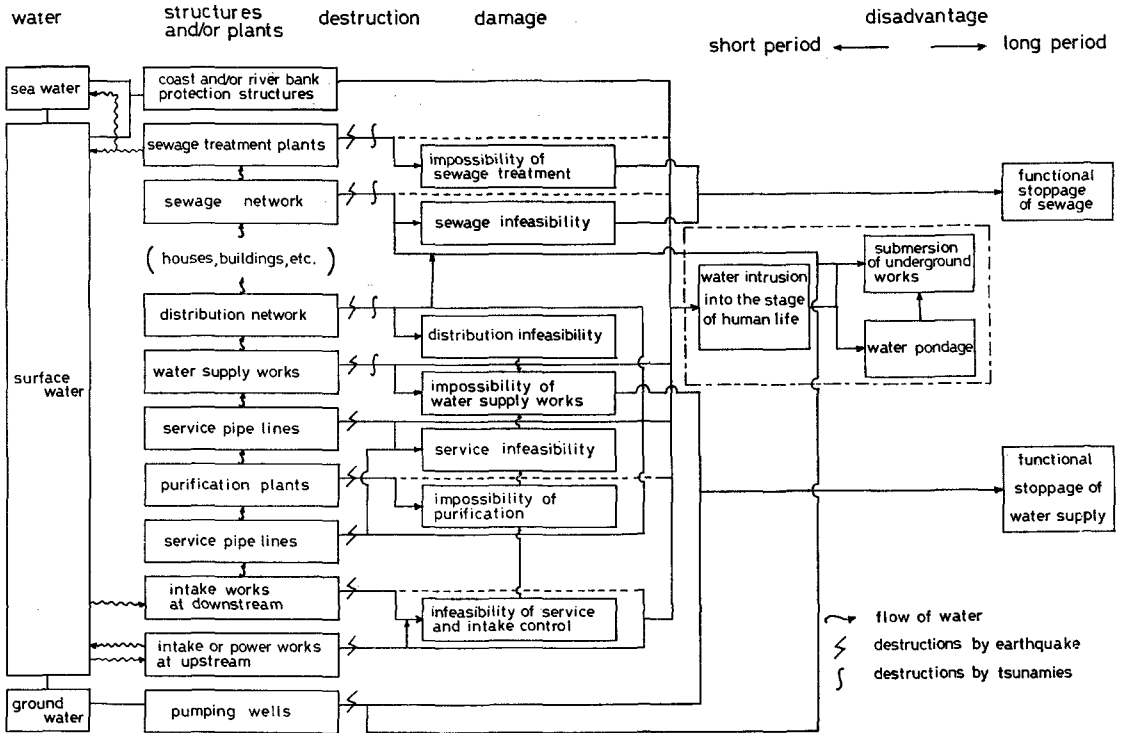 water
structures
and/or plants
destruction
damage
disadvantage
short period
long period
sea water
coast and/or river bank
protection structures
sewage treatment plants
impossibility of
sewage treatment
functional
stoppage
of sewage
sewage network
sewage infeasibility
(houses, buildings, etc.)
water intrusion
into the stage
of human life
submersion
of underground
works
water pondage
distribution network
distribution infeasibility
surface
water
water supply works
impossibility of
water supply works
service pipe lines
service infeasibility
functional
stoppage of
water supply
purification plants
impossibility of
purification
service pipe lines
intake works
at downstream
infeasibility of service
and intake control
intake or power works
at upstream
flow of water
destructions by earthquake
destructions by tsunamies
ground
water
pumping wells